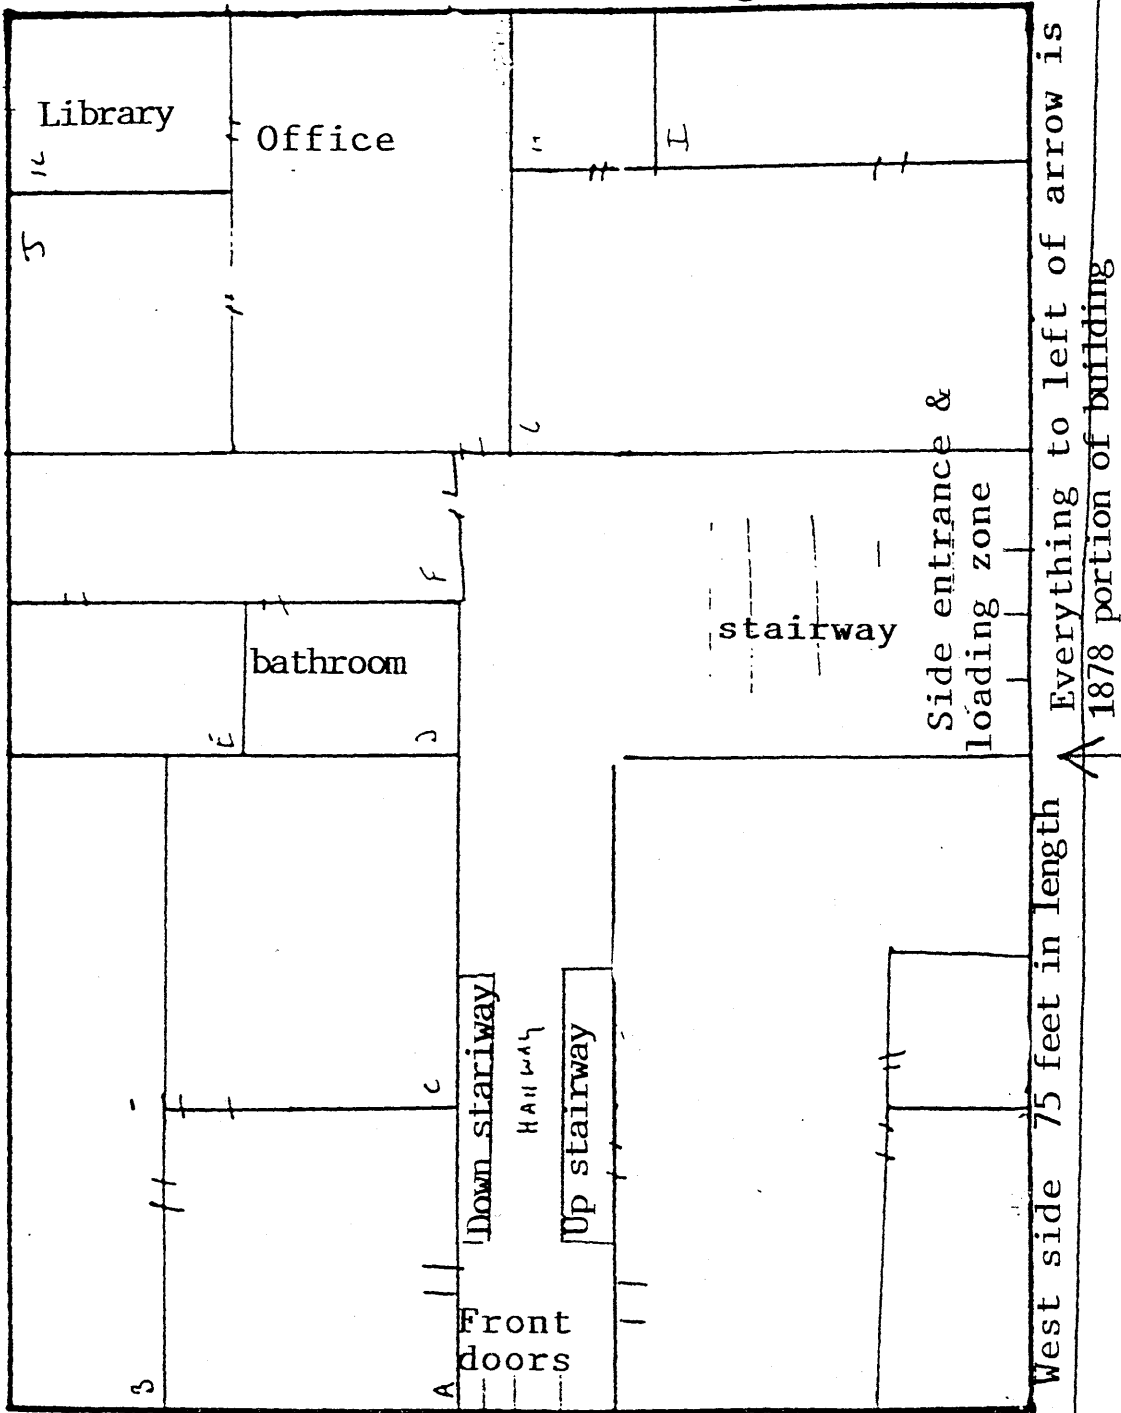 Library
Office
K
J
H
I
L
F
bathroom
E
D
stairway
Side entrance &
loading zone
Everything to left of arrow is
1878 portion of building
West side 75 feet in length
C
Down stariway
HAllWAY
Up stairway
Front
doors
B
A